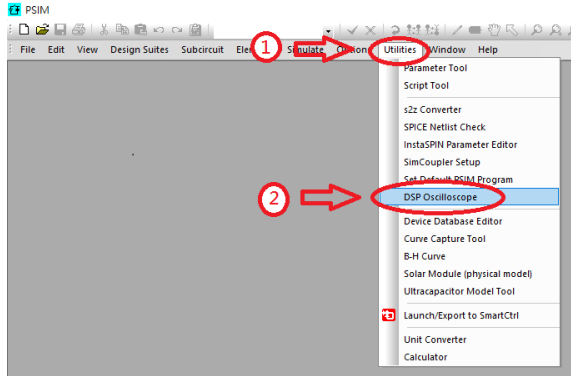 PSIM
File Edit View Design Suites Subcircuit Simulate Utilities Window Help
1
Parameter Tool
Script Tool
s2z Converter
SPICE Netlist Check
InstaSPIN Parameter Editor
SimCoupler Setup
Set Default PSIM Program
2
DSP Oscilloscope
Device Database Editor
Curve Capture Tool
B-H Curve
Solar Module (physical model)
Ultracapacitor Model Tool
Launch/Export to SmartCtrl
Unit Converter
Calculator